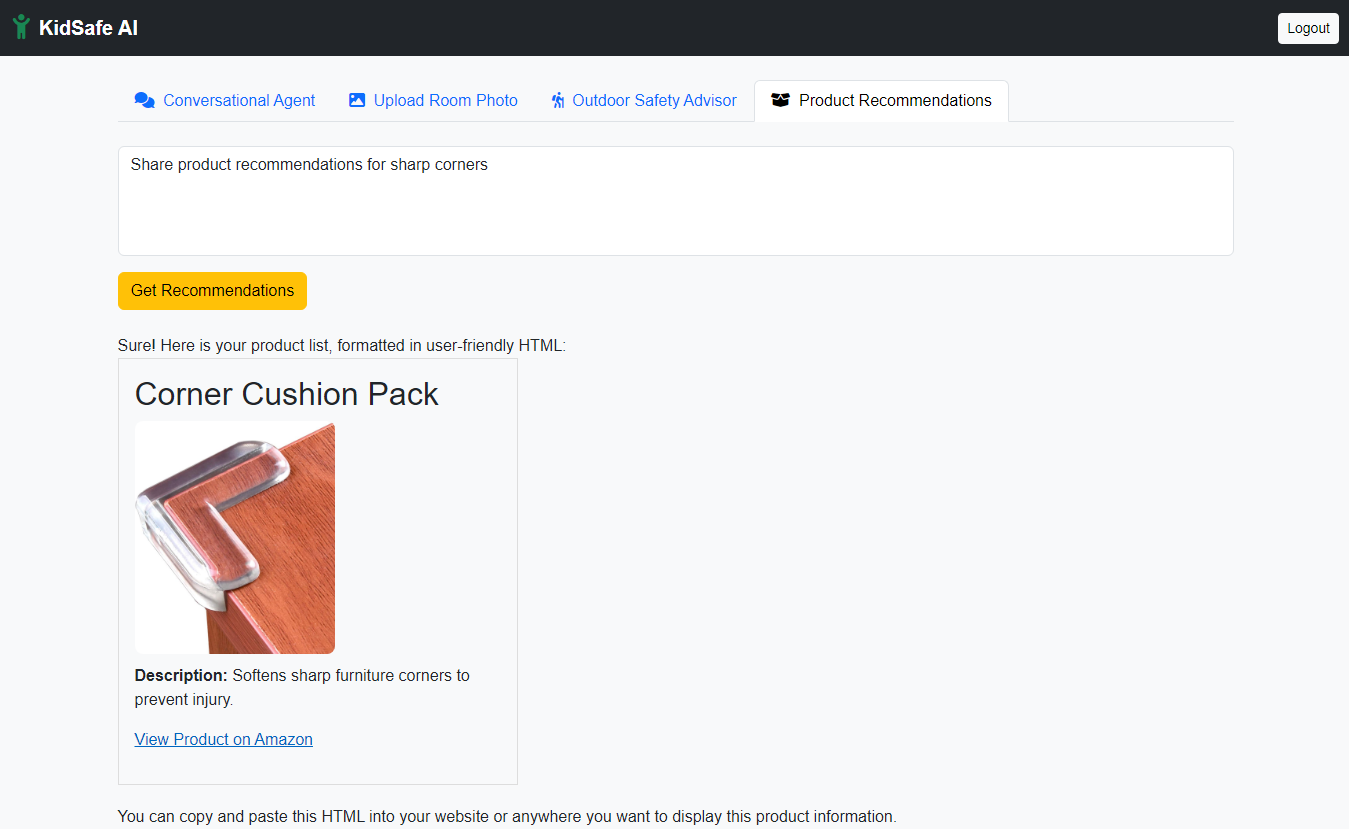 KidSafe AI
Logout
Conversational Agent
Upload Room Photo
Outdoor Safety Advisor
Product Recommendations
Share product recommendations for sharp corners
Get Recommendations
Sure! Here is your product list, formatted in user-friendly HTML:
Corner Cushion Pack
Description: Softens sharp furniture corners to
prevent injury.
View Product on Amazon
You can copy and paste this HTML into your website or anywhere you want to display this product information.